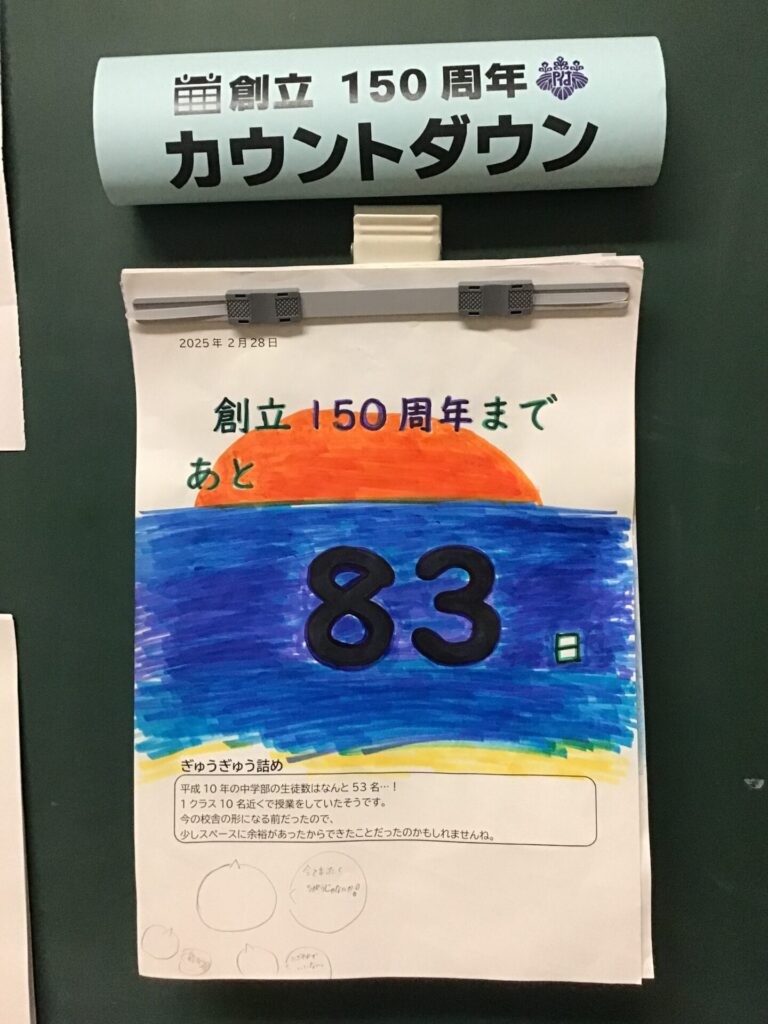 創立 150 周年
カウントダウン
2025 年 2 月 28 日
創立 150 周年まで
あと
83
日
ぎゅうぎゅう詰め
平成 10 年の中学部の生徒数はなんと 53 名…！
1 クラス 10 名近くで授業をしていたそうです。
今の校舎の形になる前だったので、
少しスペースに余裕があったからできたことだったのかもしれませんね。